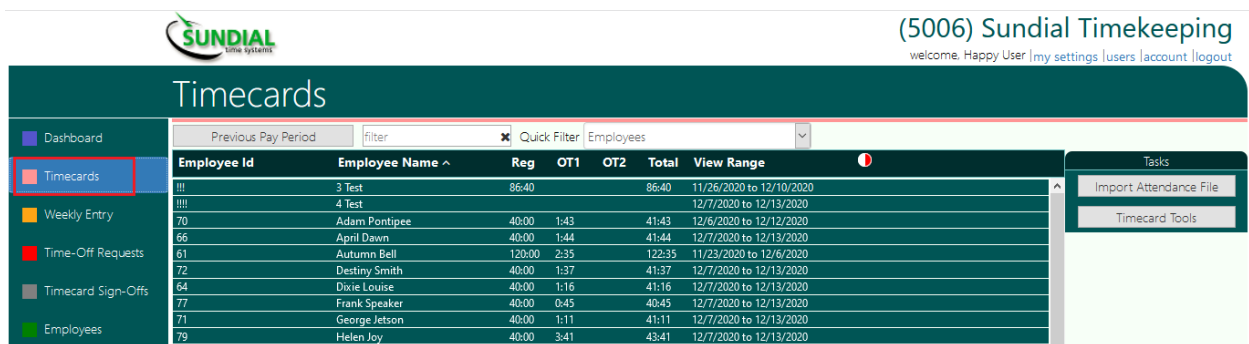 SUNDIAL
time systems
(5006) Sundial Timekeeping
welcome, Happy User |my settings |users |account |logout
Timecards
Dashboard
Timecards
Weekly Entry
Time-Off Requests
Timecard Sign-Offs
Employees
Previous Pay Period filter Quick Filter Employees
Employee Id Employee Name Reg OT1 OT2 Total View Range
!!! 3 Test 86:40 86:40 11/26/2020 to 12/10/2020
!!!! 4 Test 12/7/2020 to 12/13/2020
70 Adam Pontipee 40:00 1:43 41:43 12/6/2020 to 12/12/2020
66 April Dawn 40:00 1:44 41:44 12/7/2020 to 12/13/2020
61 Autumn Bell 120:00 2:35 122:35 11/23/2020 to 12/6/2020
72 Destiny Smith 40:00 1:37 41:37 12/7/2020 to 12/13/2020
64 Dixie Louise 40:00 1:16 41:16 12/7/2020 to 12/13/2020
77 Frank Speaker 40:00 0:45 40:45 12/7/2020 to 12/13/2020
71 George Jetson 40:00 1:11 41:11 12/7/2020 to 12/13/2020
79 Helen Joy 40:00 3:41 43:41 12/7/2020 to 12/13/2020
Tasks
Import Attendance File
Timecard Tools